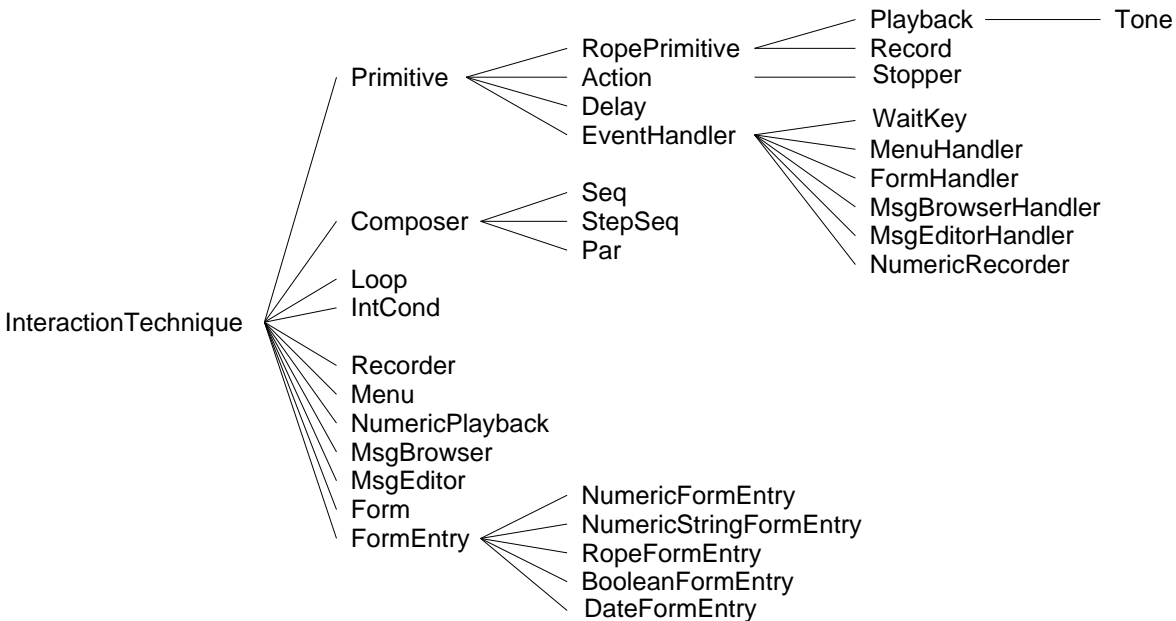 Playback Tone
RopePrimitive Record
Primitive Action Stopper
Delay
EventHandler WaitKey
MenuHandler
FormHandler
Seq
MsgBrowserHandler
Composer StepSeq
MsgEditorHandler
Par
NumericRecorder
Loop
IntCond
InteractionTechnique
Recorder
Menu
NumericPlayback
MsgBrowser
MsgEditor
NumericFormEntry
Form
NumericStringFormEntry
FormEntry
RopeFormEntry
BooleanFormEntry
DateFormEntry